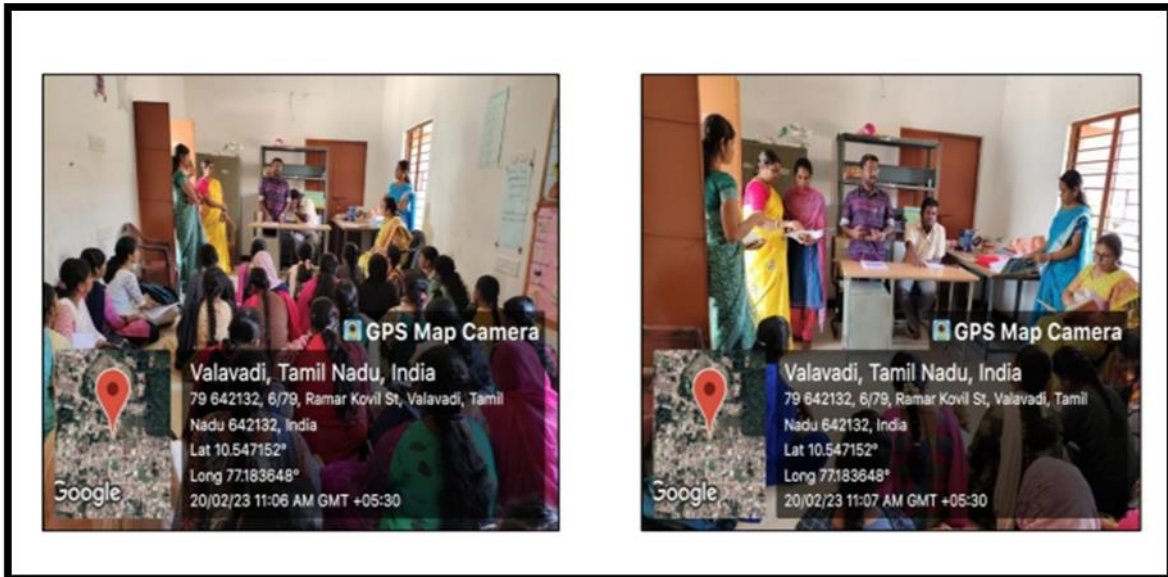 GPS Map Camera
Valavadi, Tamil Nadu, India
79 642132, 6/79, Ramar Kovil St, Valavadi, Tamil
Nadu 642132, India
Lat 10.547152°
Long 77.183648°
20/02/23 11:06 AM GMT +05:30
Google
GPS Map Camera
Valavadi, Tamil Nadu, India
79 642132, 6/79, Ramar Kovil St, Valavadi, Tamil
Nadu 642132, India
Lat 10.547152°
Long 77.183648°
20/02/23 11:07 AM GMT +05:30
Google